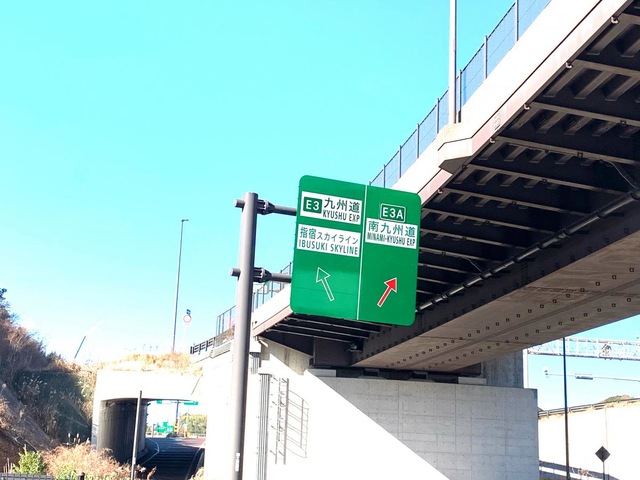 E3 九州道
KYUSHU EXP
指宿スカイライン
IBUSUKI SKYLINE
E3A
南九州道
MINAMI-KYUSHU EXP